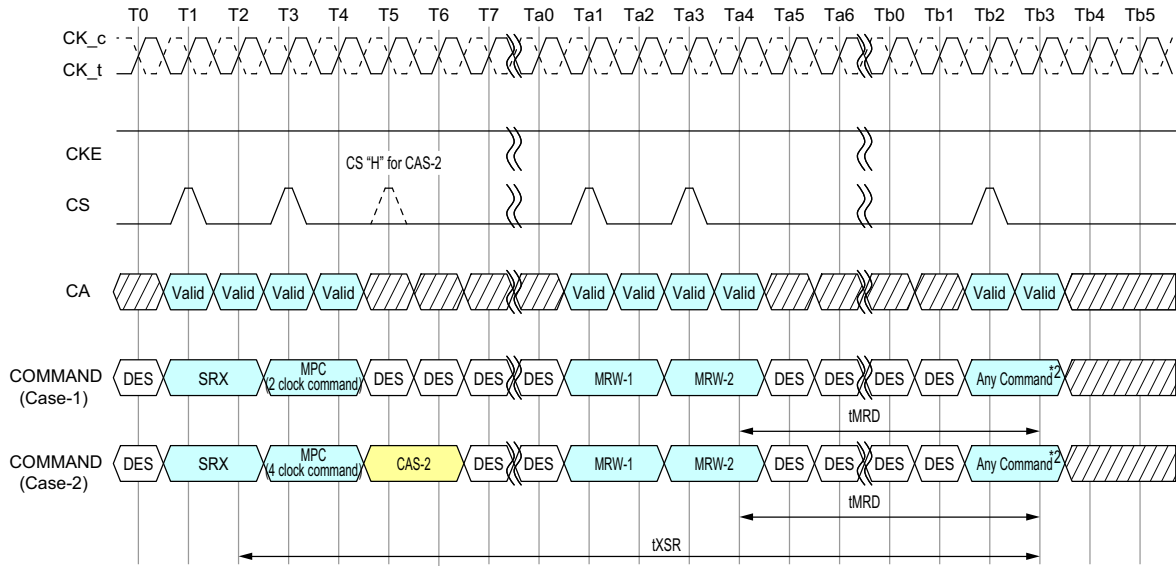 T0 T1 T2 T3 T4 T5 T6 T7 Ta0 Ta1 Ta2 Ta3 Ta4 Ta5 Ta6 Tb0 Tb1 Tb2 Tb3 Tb4 Tb5
CK_c
CK_t
CKE
CS "H" for CAS-2
CS
CA Valid Valid Valid Valid Valid Valid Valid Valid Valid Valid
COMMAND
(Case-1)
DES SRX MPC
(2 clock command)
DES DES DES DES MRW-1 MRW-2 DES DES DES DES Any Command*2
tMRD
COMMAND
(Case-2)
DES SRX MPC
(4 clock command)
CAS-2 DES DES MRW-1 MRW-2 DES DES DES DES Any Command*2
tMRD
tXSR